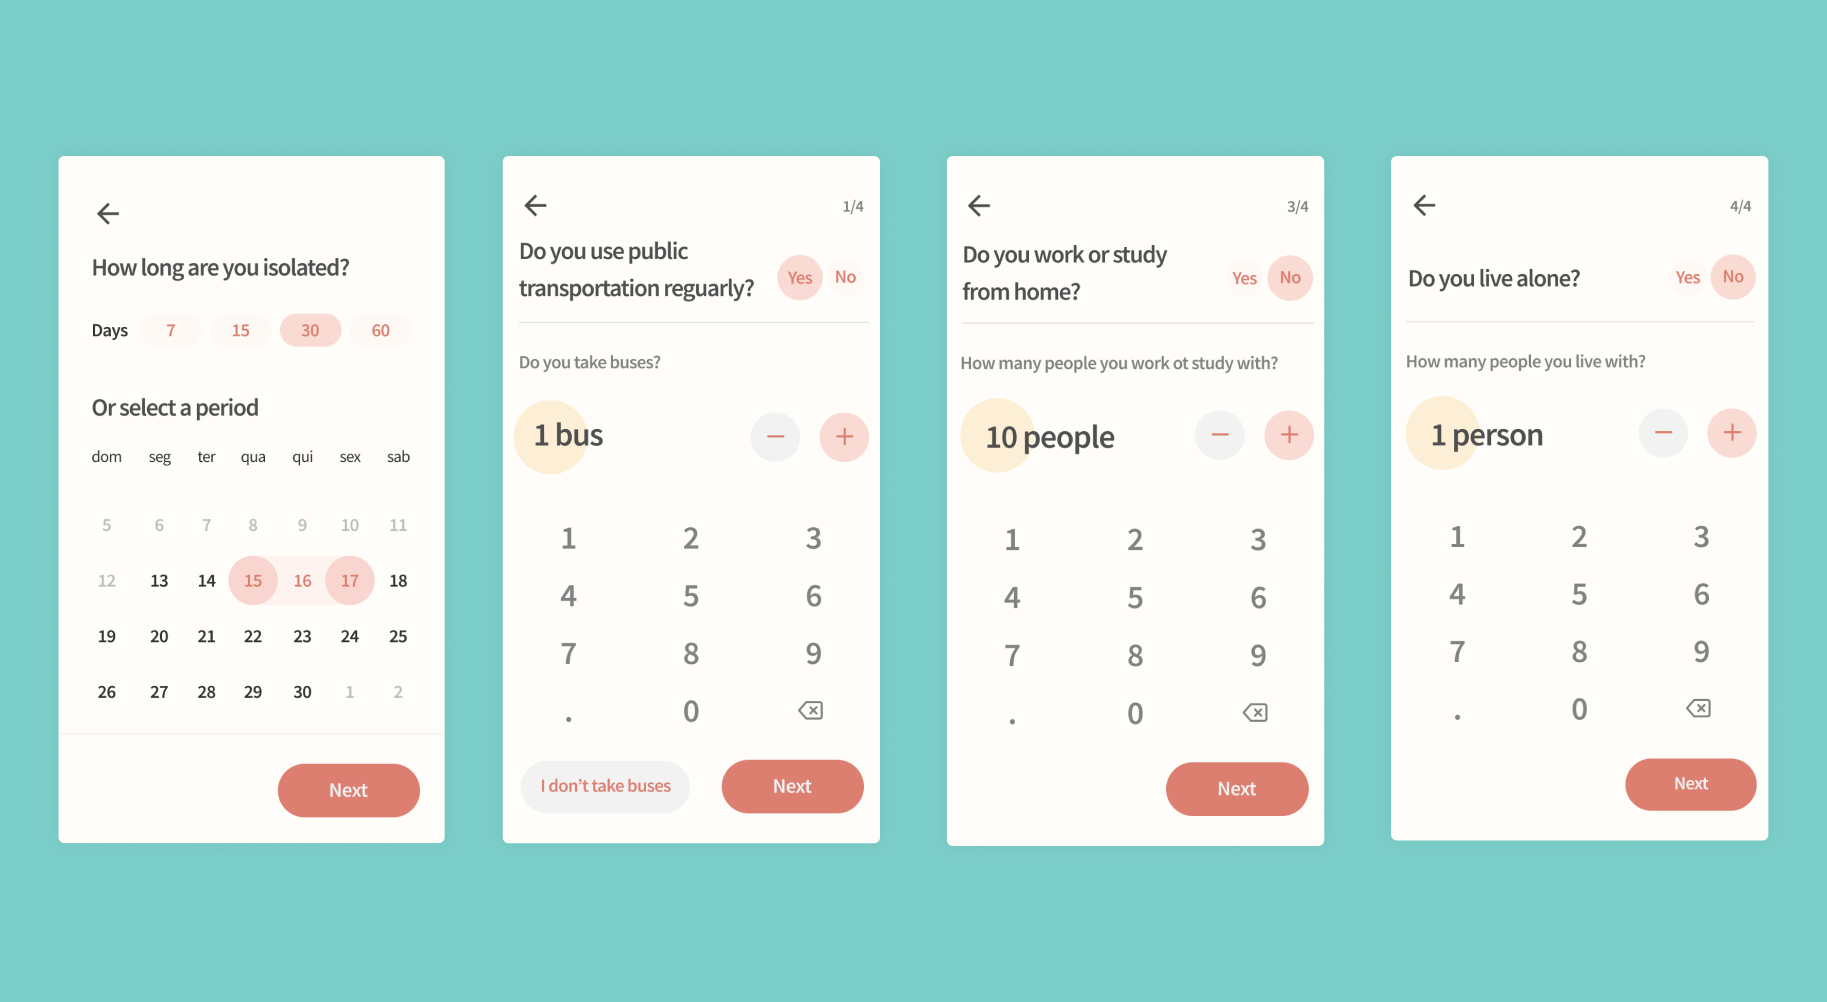 How long are you isolated?
Days 7 15 30 60
Or select a period
dom seg ter qua qui sex sab
5 6 7 8 9 10 11
12 13 14 15 16 17 18
19 20 21 22 23 24 25
26 27 28 29 30 1 2
Next
1/4
Do you use public
transportation reguarly?
Yes No
Do you take buses?
1 bus − +
1 2 3
4 5 6
7 8 9
. 0
I don't take buses Next
3/4
Do you work or study
from home?
Yes No
How many people you work ot study with?
10 people − +
1 2 3
4 5 6
7 8 9
. 0
Next
4/4
Do you live alone? Yes No
How many people you live with?
1 person − +
1 2 3
4 5 6
7 8 9
. 0
Next